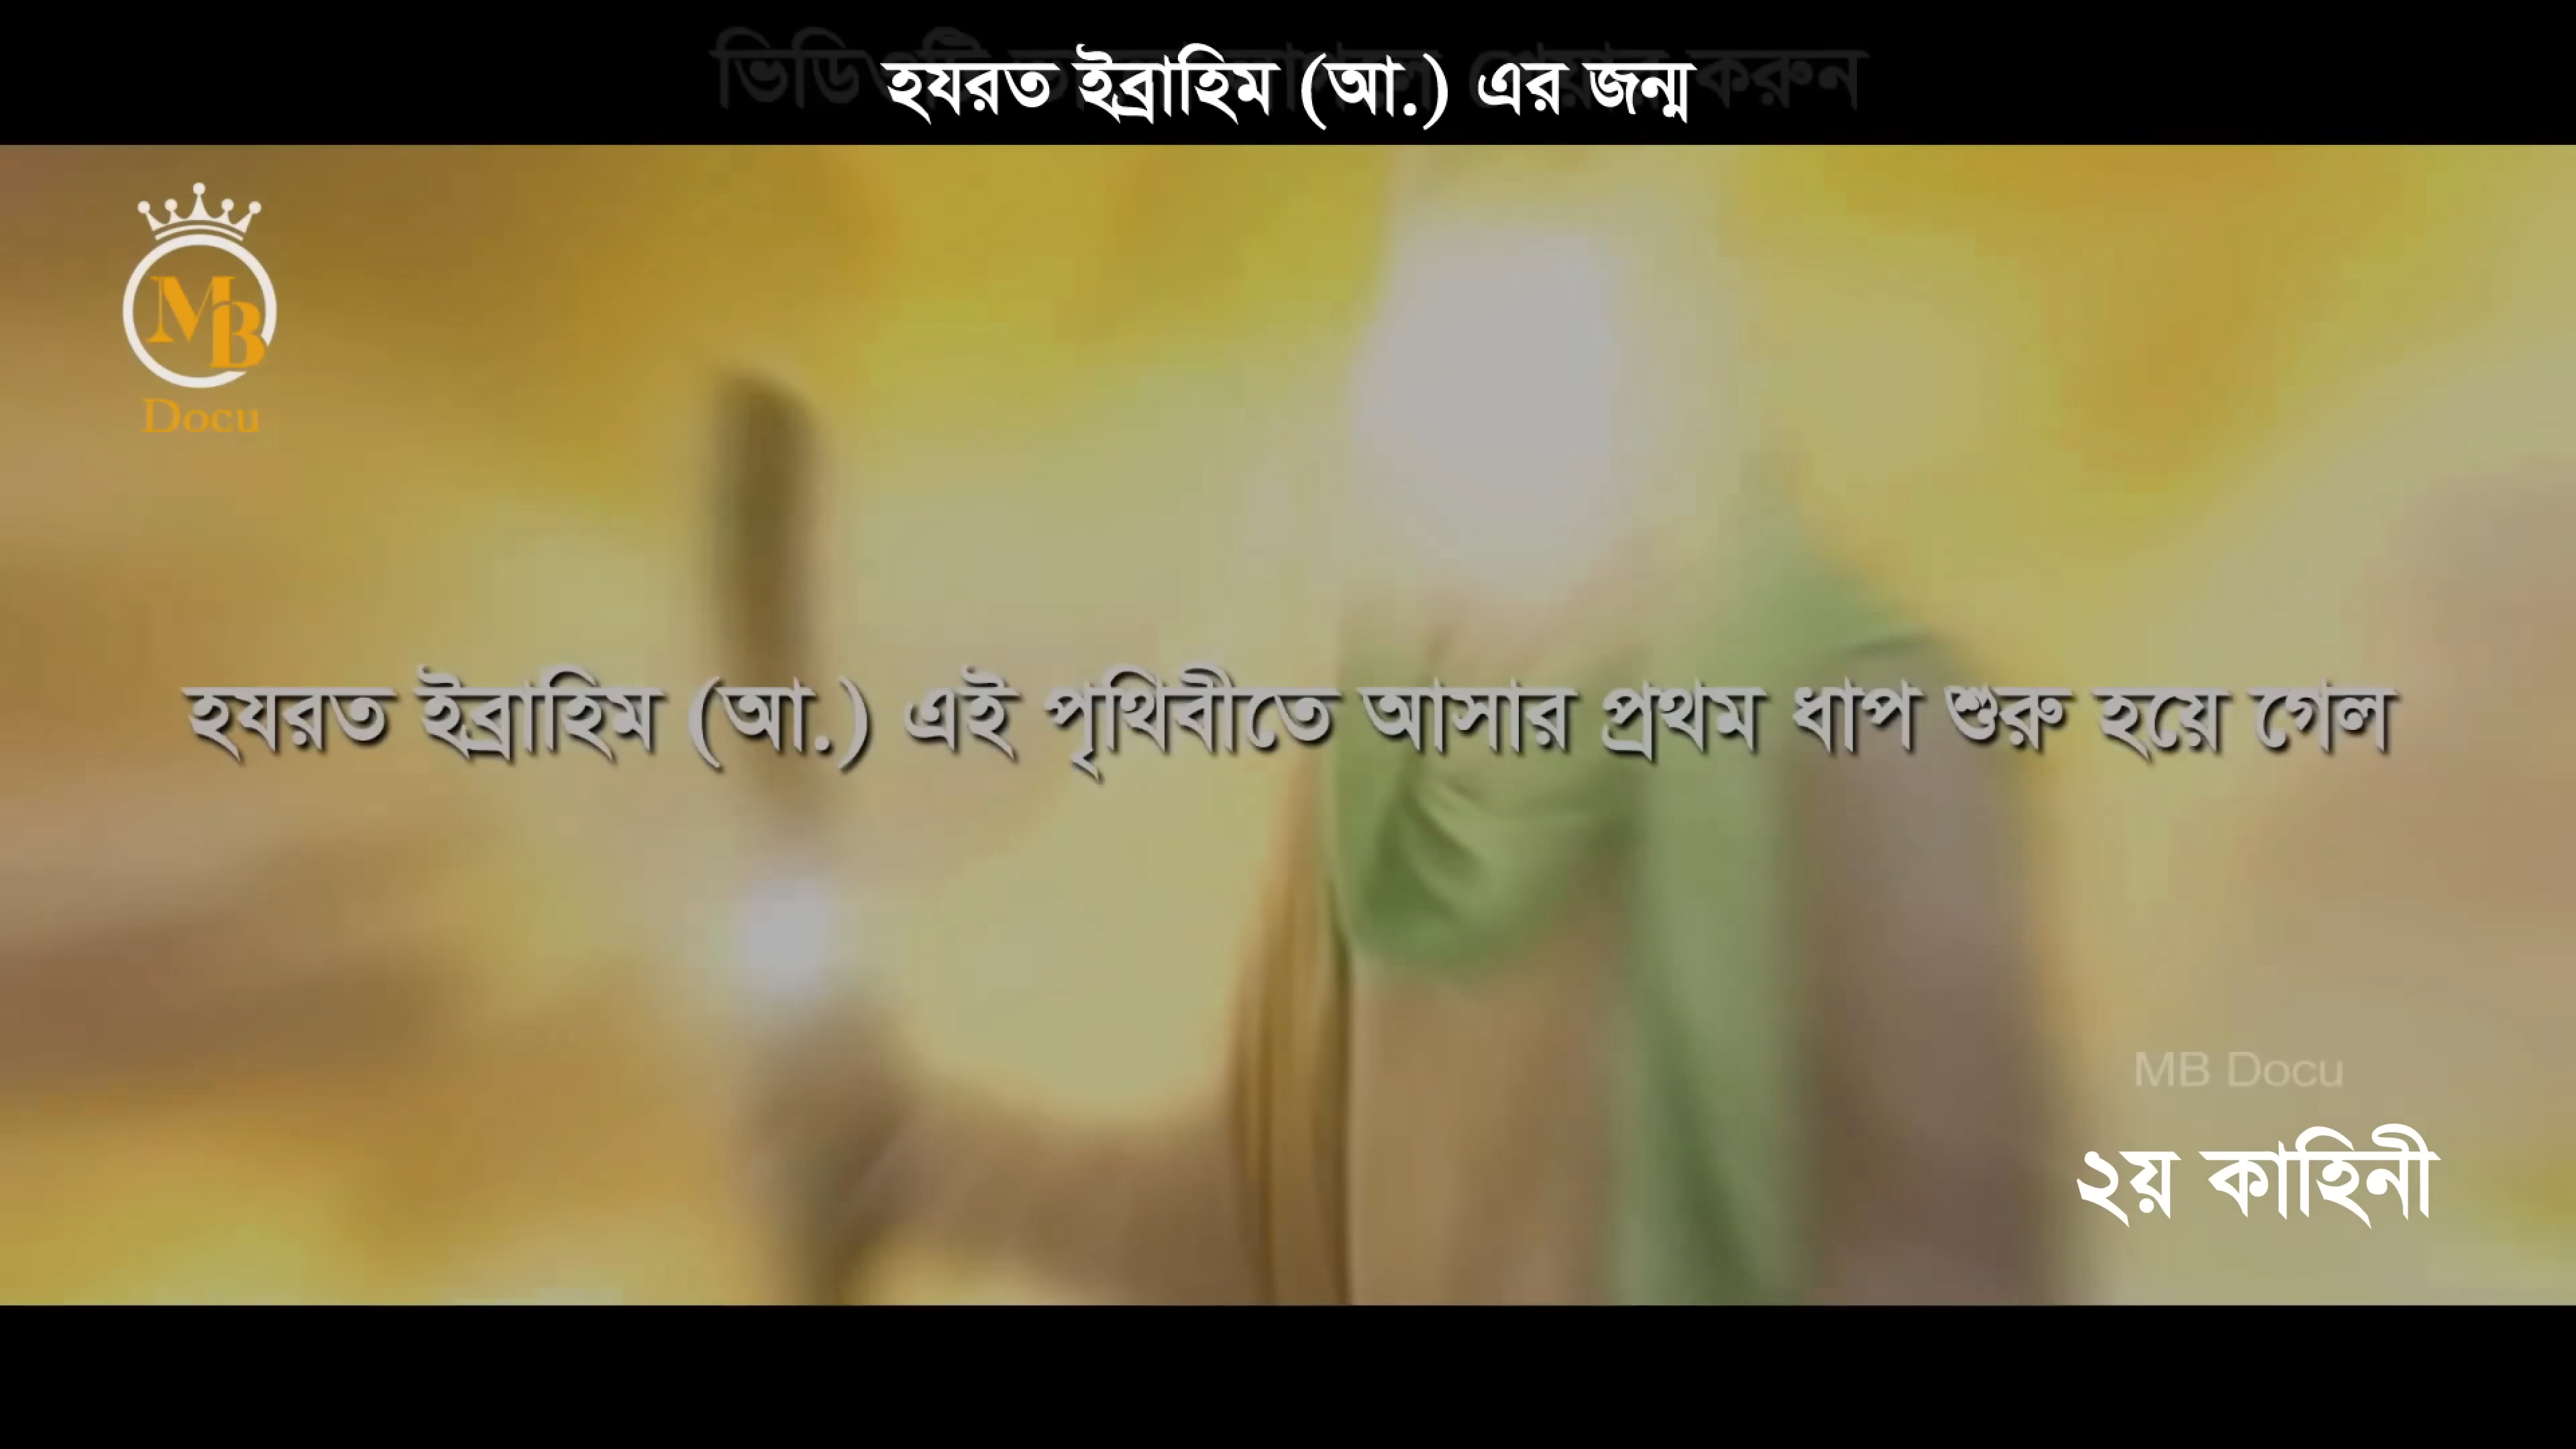 হযরত ইব্রাহিম (আ.) এর জন্ম
MB
Docu
হযরত ইব্রাহিম (আ.) এই পৃথিবীতে আসার প্রথম ধাপ শুরু হয়ে গেল
MB Docu
২য় কাহিনী